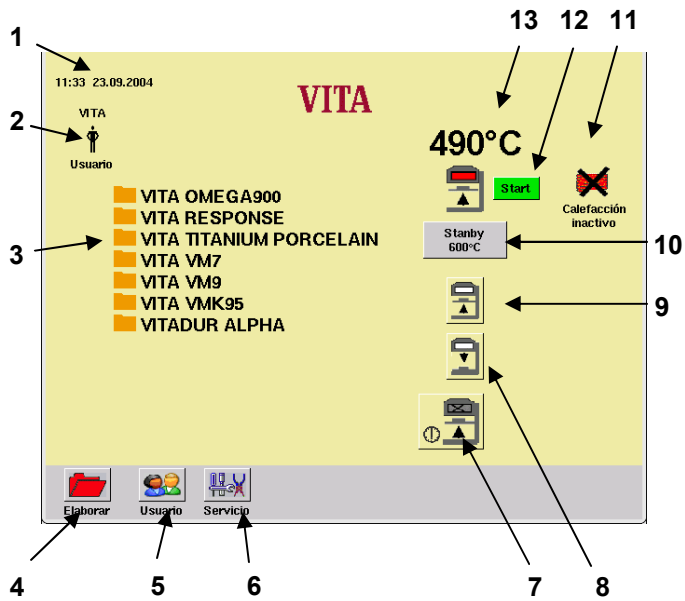 13 12 11
1
11:33 23.09.2004
VITA
VITA
2
Usuario
490°C
Start
Calefacción
inactivo
3
VITA OMEGA900
VITA RESPONSE
VITA TITANIUM PORCELAIN
VITA VM7
VITA VM9
VITA VMK95
VITADUR ALPHA
Stanby
600°C
10
9
Elaborar
Usuario
Servicio
4 5 6 7 8